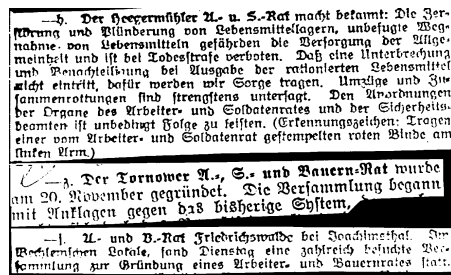 —h. Der Heegermühler A.- u. S.-Rat macht bekannt: Die Zer-
störung und Plünderung von Lebensmittellagern, unbefugte Weg-
nahme von Lebensmitteln gefährden die Versorgung der Allge-
meinheit und ist bei Todesstrafe verboten. Daß eine Unterbrechung
und Benachteiligung bei Ausgabe der rationierten Lebensmittel
nicht eintritt, dafür werden wir Sorge tragen. Umzüge und Zu-
sammenrottungen sind strengstens untersagt. Den Anordnungen
der Organe des Arbeiter- und Soldatenrates und der Sicherheits-
beamten ist unbedingt Folge zu leisten. (Erkennungszeichen: Tragen
einer vom Arbeiter- und Soldatenrat gestempelten roten Binde am
linken Arm.)
—z. Der Tornower A.-, S.- und Bauern-Rat wurde
am 20. November gegründet. Die Versammlung begann
mit Anklagen gegen das bisherige System,
—j. A.- und B.-Rat Friedrichswalde bei Joachimsthal. Im
Lokale, fand Dienstag eine zahlreich besuchte Ver-
sammlung zur Gründung eines Arbeiter- und Bauernrates statt.